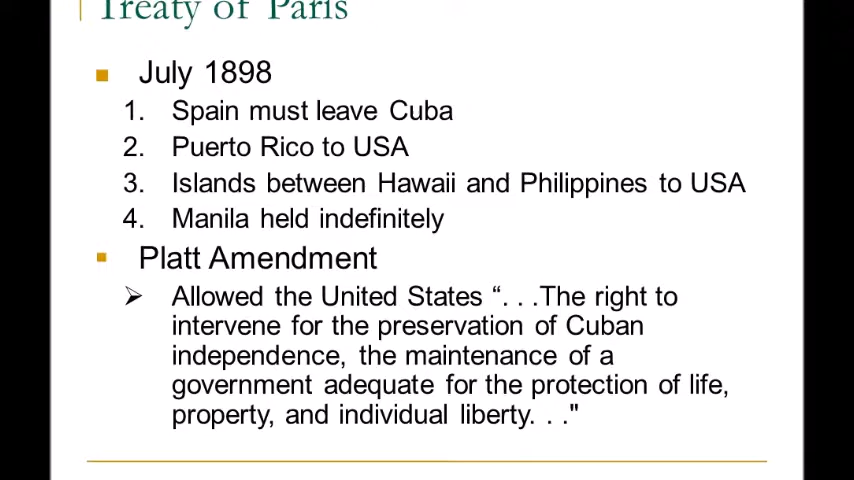 Treaty of Paris
July 1898
1. Spain must leave Cuba
2. Puerto Rico to USA
3. Islands between Hawaii and Philippines to USA
4. Manila held indefinitely
Platt Amendment
Allowed the United States “. . .The right to
intervene for the preservation of Cuban
independence, the maintenance of a
government adequate for the protection of life,
property, and individual liberty. . ."